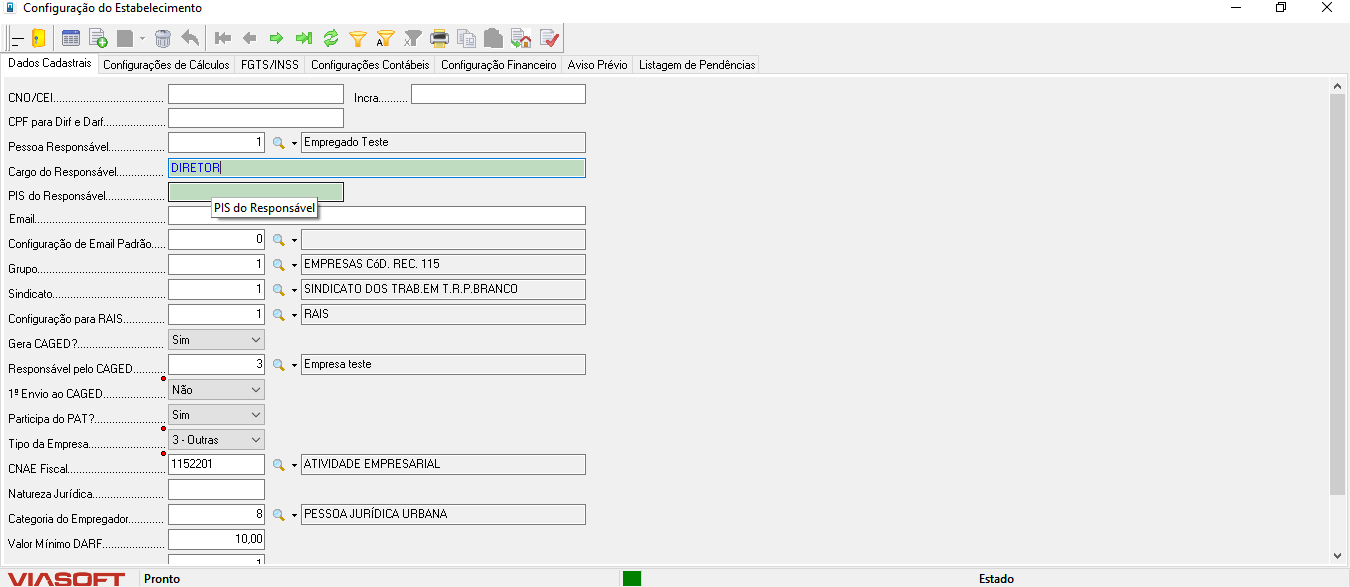 Configuração do Estabelecimento
Dados Cadastrais Configurações de Cálculos FGTS/INSS Configurações Contábeis Configuração Financeiro Aviso Prévio Listagem de Pendências
CNO/CEI................................... Incra..........
CPF para Dirf e Darf....................
Pessoa Responsável.................. 1 Empregado Teste
Cargo do Responsável............... DIRETOR
PIS do Responsável...................
PIS do Responsável
Email.........................................
Configuração de Email Padrão..... 0
Grupo........................................ 1 EMPRESAS CóD. REC. 115
Sindicato................................... 1 SINDICATO DOS TRAB.EM T.R.P.BRANCO
Configuração para RAIS............. 1 RAIS
Gera CAGED?........................... Sim
Responsável pelo CAGED.......... 3 Empresa teste
1º Envio ao CAGED.................... Não
Participa do PAT?...................... Sim
Tipo da Empresa........................ 3 - Outras
CNAE Fiscal............................... 1152201 ATIVIDADE EMPRESARIAL
Natureza Jurídica.......................
Categoria do Empregador........... 8 PESSOA JURÍDICA URBANA
Valor Mínimo DARF.................... 10,00
VIASOFT Pronto Estado